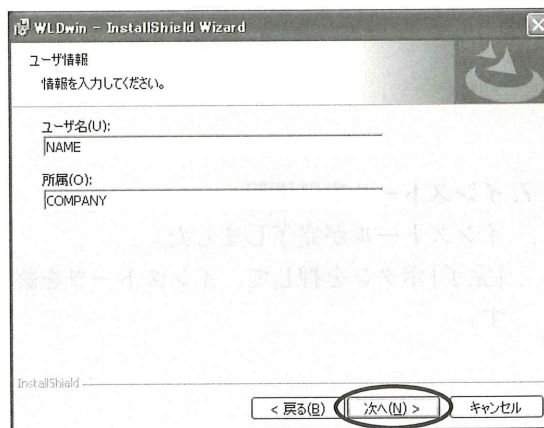 WLDwin - InstallShield Wizard
ユーザ情報
情報を入力してください。
ユーザ名(U):
NAME
所属(O):
COMPANY
InstallShield
< 戻る(B)
次へ(N) >
キャンセル